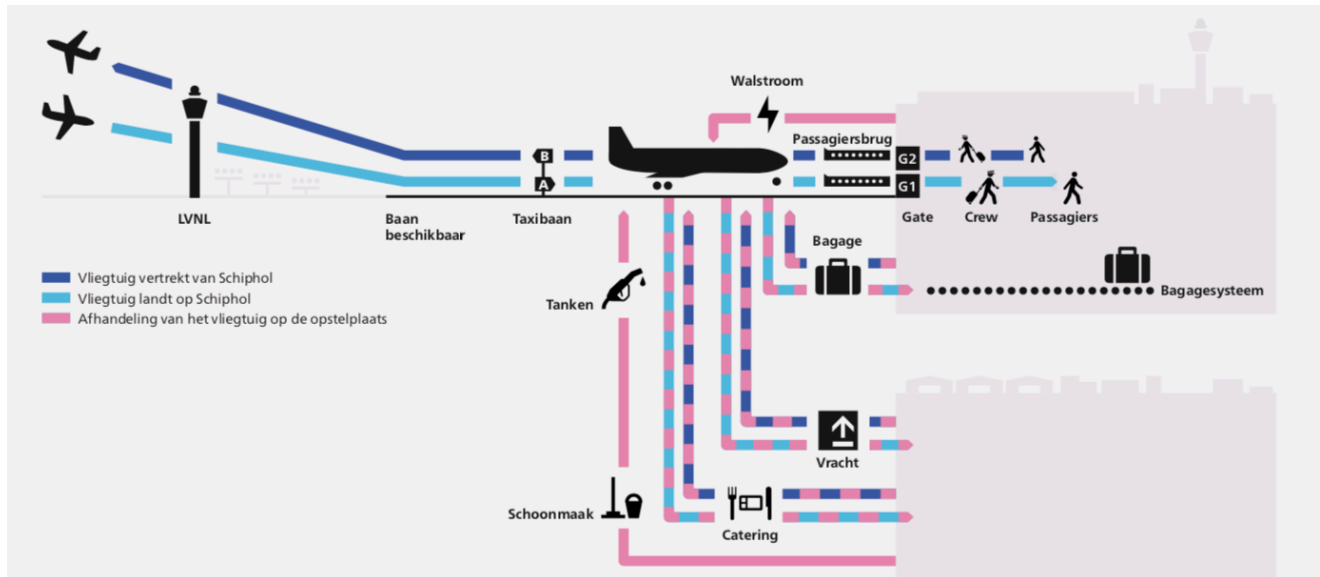 Walstroom
Passagiersbrug
B
G2
A
G1
LVNL
Baan
beschikbaar
Taxibaan
Gate
Crew
Passagiers
Bagage
Vliegtuig vertrekt van Schiphol
Vliegtuig landt op Schiphol
Afhandeling van het vliegtuig op de opstelplaats
Tanken
Bagagesysteem
Vracht
Schoonmaak
Catering